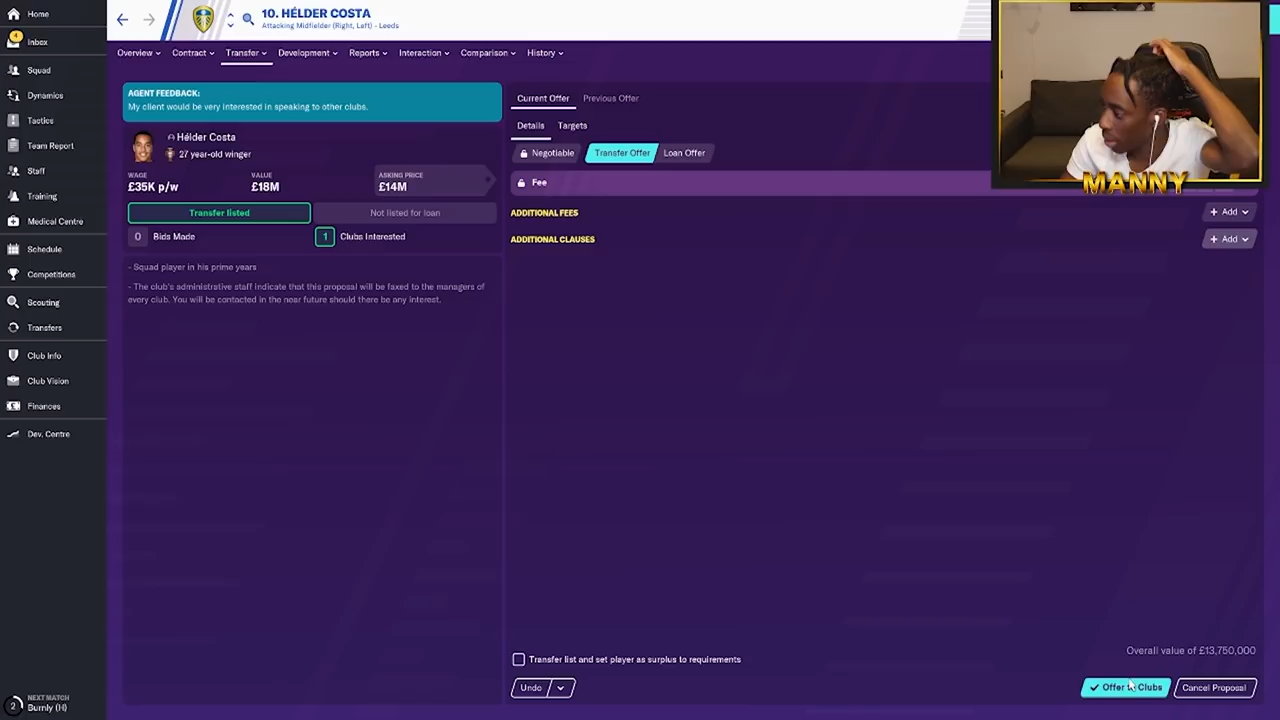 Home
4
Inbox
Squad
Dynamics
Tactics
Team Report
Staff
Training
Medical Centre
Schedule
Competitions
Scouting
Transfers
Club Info
Club Vision
Finances
Dev. Centre
2
NEXT MATCH
Burnly (H)
10. HÉLDER COSTA
Attacking Midfielder (Right, Left) - Leeds
Overview
Contract
Transfer
Development
Reports
Interaction
Comparison
History
AGENT FEEDBACK:
My client would be very interested in speaking to other clubs.
Hélder Costa
27 year-old winger
WAGE
£35K p/w
VALUE
£18M
ASKING PRICE
£14M
Transfer listed
Not listed for loan
0 Bids Made
1 Clubs Interested
- Squad player in his prime years
- The club's administrative staff indicate that this proposal will be faxed to the managers of
every club. You will be contacted in the near future should there be any interest.
Current Offer
Previous Offer
Details
Targets
Negotiable
Transfer Offer
Loan Offer
Fee
ADDITIONAL FEES
+ Add
ADDITIONAL CLAUSES
+ Add
MANNY
Transfer list and set player as surplus to requirements
Overall value of £13,750,000
Undo
Offer to Clubs
Cancel Proposal